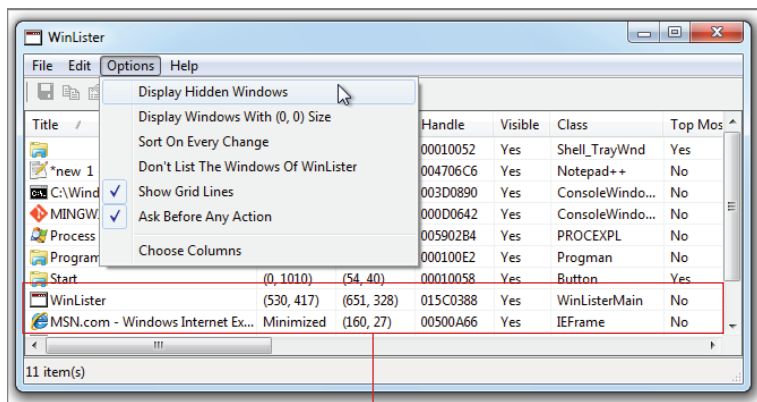 WinLister
File Edit Options Help
Display Hidden Windows
Display Windows With (0, 0) Size
Sort On Every Change
Don't List The Windows Of WinLister
Show Grid Lines
Ask Before Any Action
Choose Columns
Title / Handle Visible Class Top Mos
00010052 Yes Shell_TrayWnd Yes
*new 1 004706C6 Yes Notepad++ No
C:\Wind 003D0890 Yes ConsoleWindo... No
MINGW 000D0642 Yes ConsoleWindo... No
Process 005902B4 Yes PROCEXPL No
Program 000100E2 Yes Progman No
Start (0, 1010) (54, 40) 00010058 Yes Button Yes
WinLister (530, 417) (651, 328) 015C0388 Yes WinListerMain No
MSN.com - Windows Internet Ex... Minimized (160, 27) 00500A66 Yes IEFrame No
11 item(s)